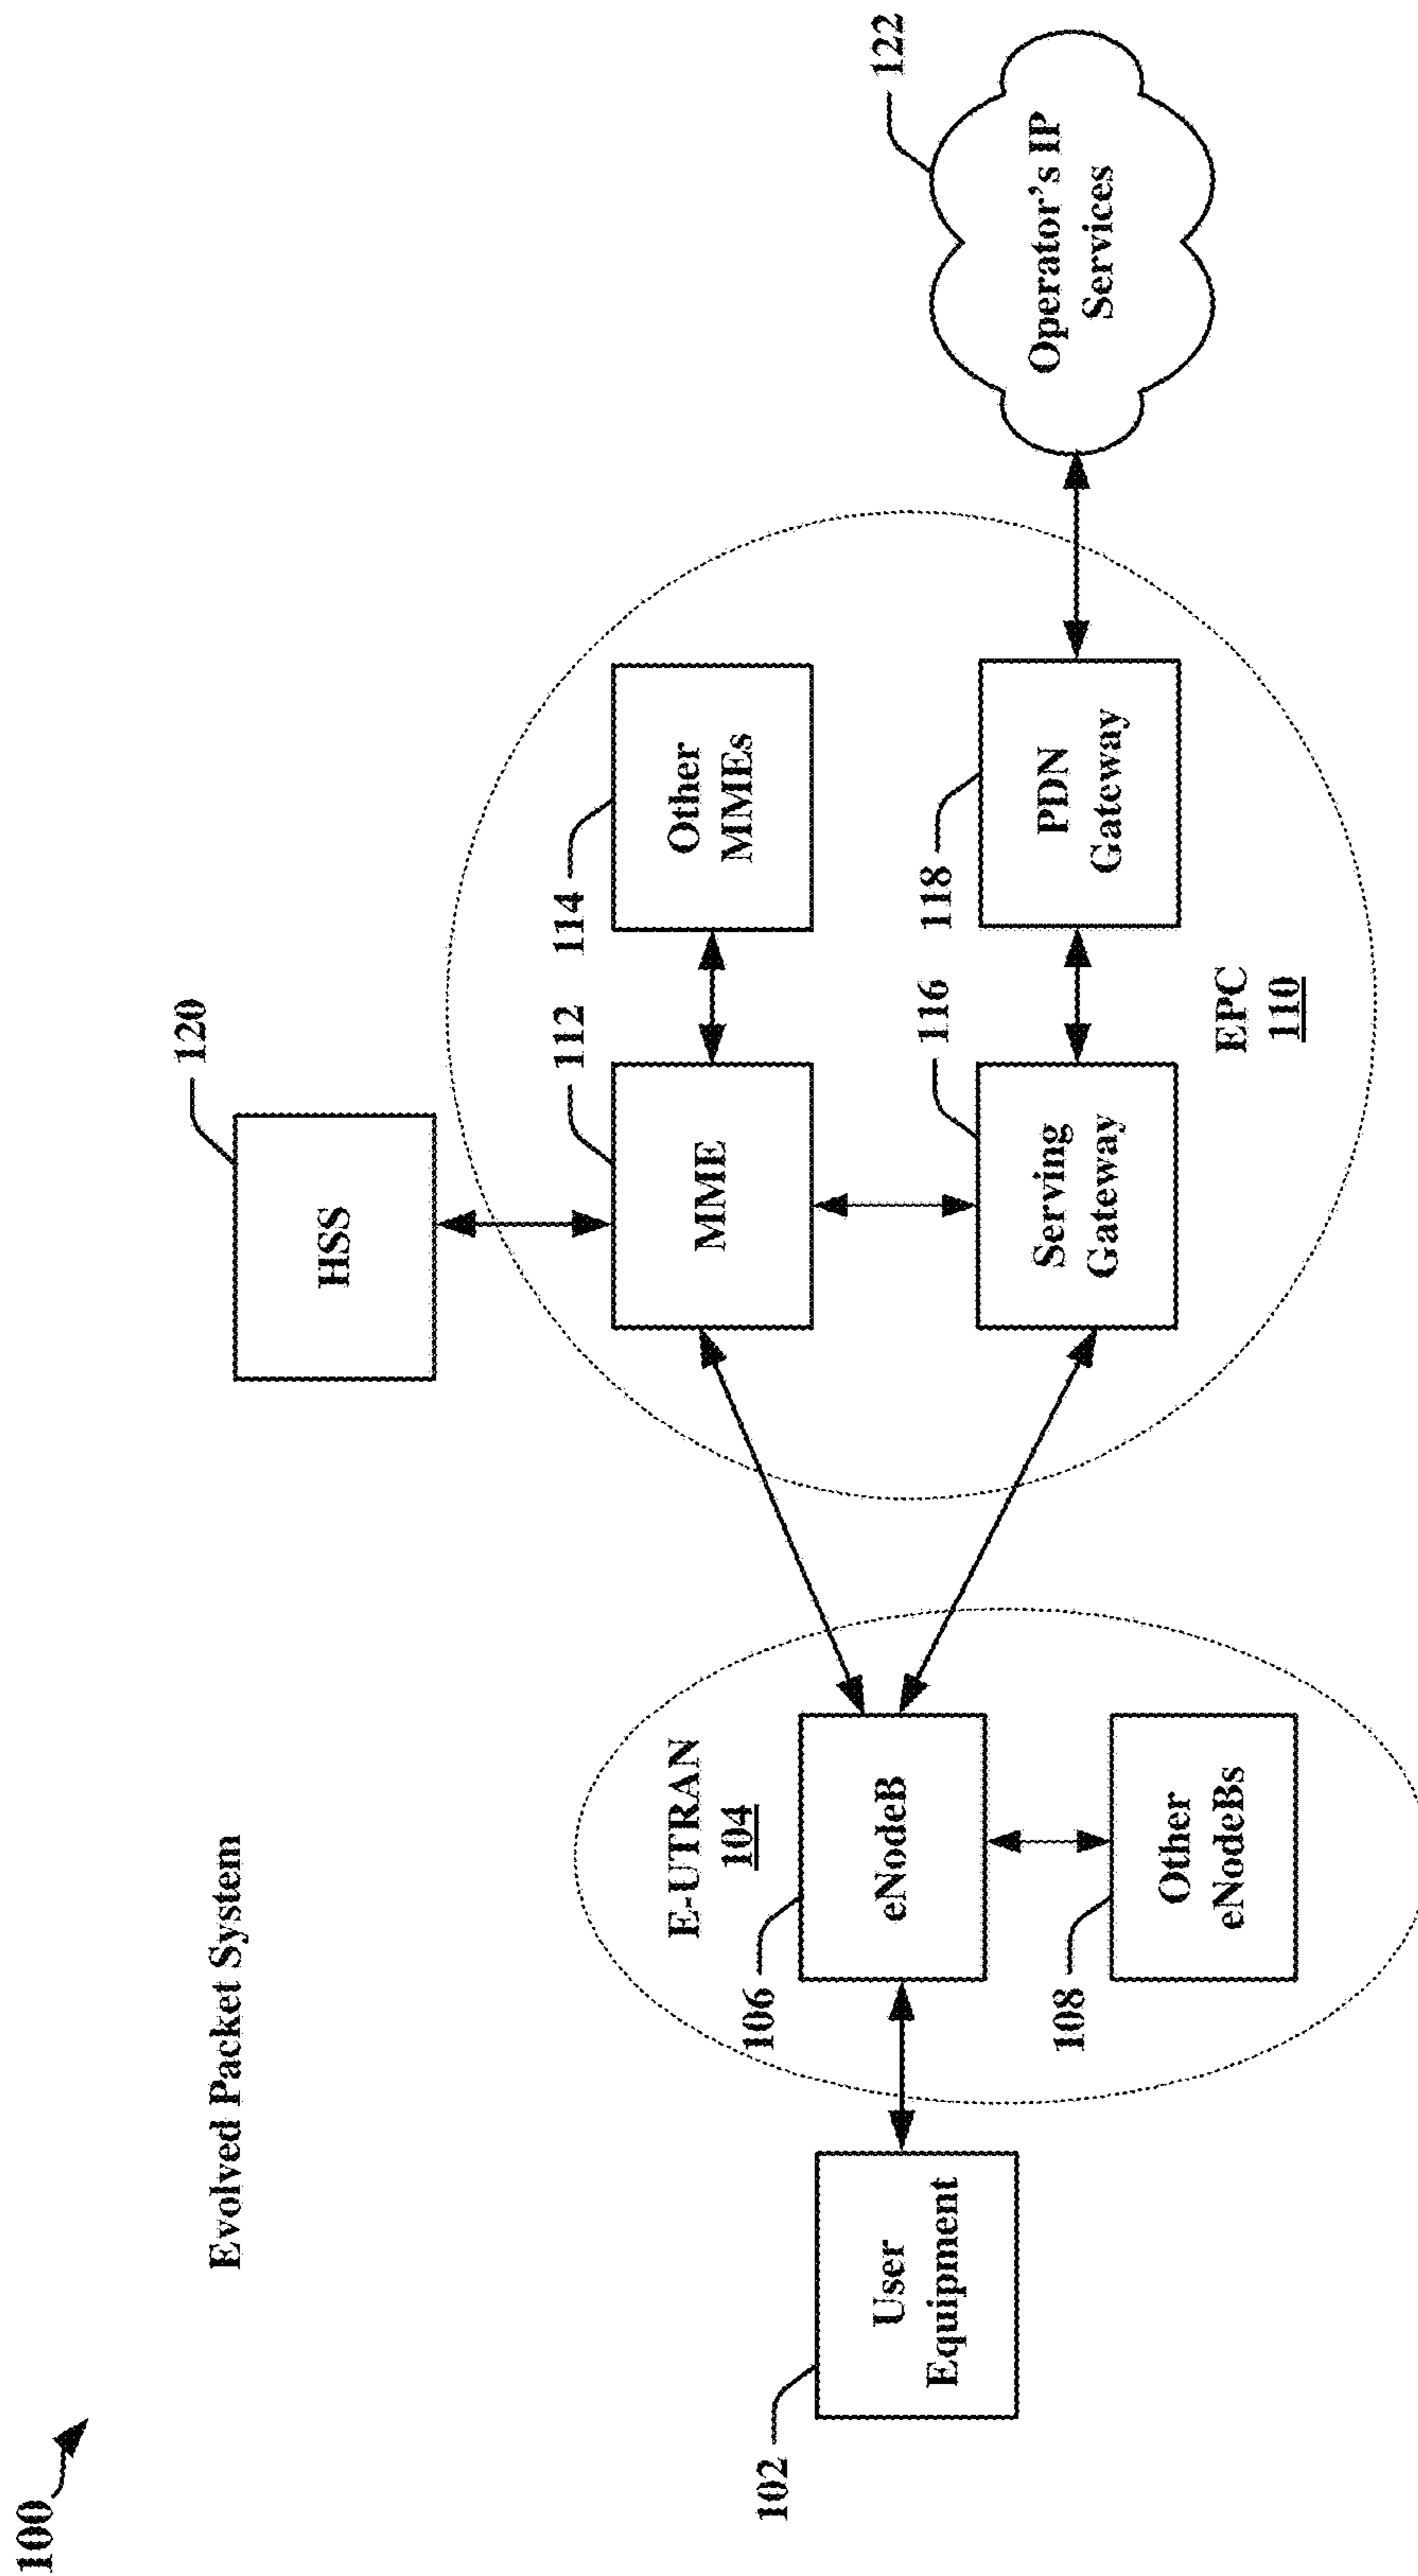 100
Evolved Packet System
HSS
120
E-UTRAN
104
MME
112
Other
MMEs
114
User
Equipment
102
eNodeB
106
Other
eNodeBs
108
Serving
Gateway
116
PDN
Gateway
118
EPC
110
Operator's IP
Services
122